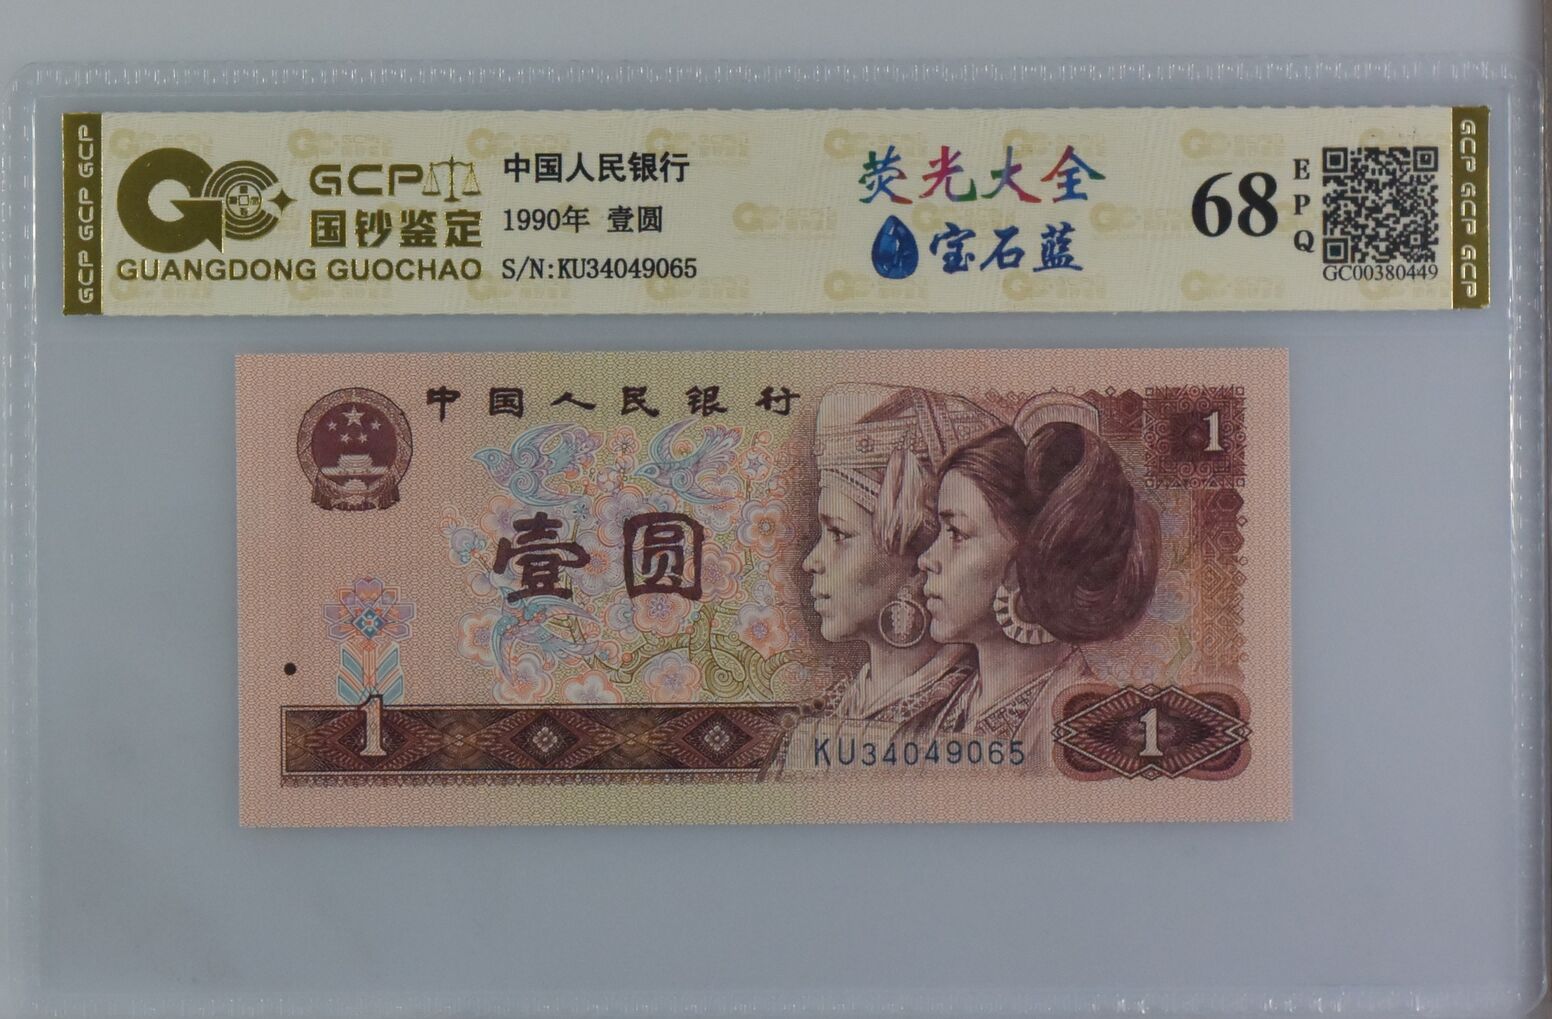 GCP GCP GCP
GCP
国钞鉴定
GUANGDONG GUOCHAO
中国人民银行
1990年 壹圆
S/N:KU34049065
荧光大全
宝石蓝
68
EPQ
GC00380449
GCP GCP GCP
中国人民银行
1
壹圆
1
KU34049065
1